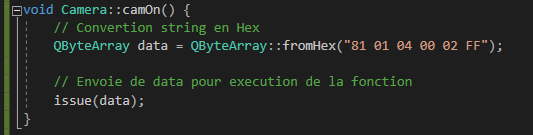 void Camera::camOn() {
// Convertion string en Hex
QByteArray data = QByteArray::fromHex("81 01 04 00 02 FF");
// Envoie de data pour execution de la fonction
issue(data);
}